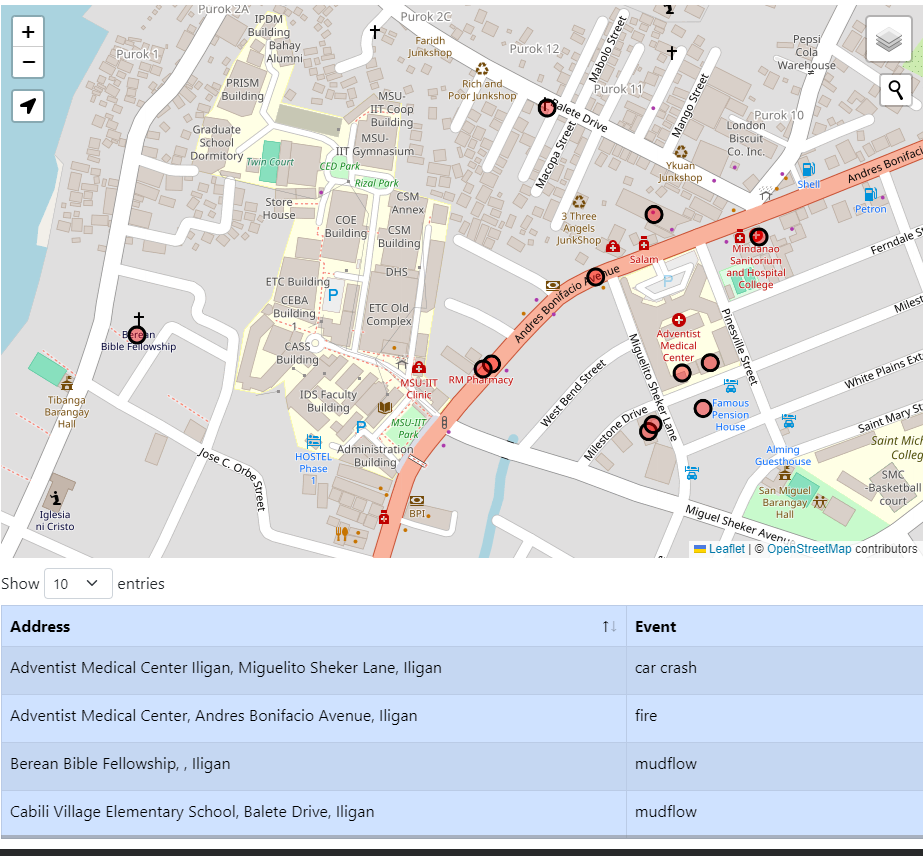 Purok 2A
IPDM
Building
Purok 2C
+
−
Bahay
Alumni
Faridh
Junkshop
Purok 12
Mabolo Street
Pepsi
Cola
Warehouse
Purok 1
PRISM
Building
Rich and
Poor Junkshop
Purok 11
Mango Street
MSU-
IIT Coop
Building
Balete Drive
Purok 10
Graduate
School
Dormitory
MSU-
IIT Gymnasium
London
Biscuit
Co. Inc.
Macopa Street
Twin Court
CED Park
Rizal Park
Ykuan
Junkshop
Shell
Andres Bonifacio
Petron
Store
House
CSM
Annex
3 Three
Angels
JunkShop
COE
Building
CSM
Building
Salam
Mindanao
Sanitorium
and Hospital
College
Ferndale St
DHS
ETC Building
CEBA
Building
P
ETC Old
Complex
P
Andres Bonifacio Avenue
Milest
Berean
Bible Fellowship
CASS
Building
Adventist
Medical
Center
Pinesville Street
Miguelito Sheker Lane
MSU-IIT
Clinic
RM Pharmacy
White Plains Ext
Tibanga
Barangay
Hall
IDS Faculty
Building
West Bend Street
Famous
Pension
House
Saint Mary St
P
MSU-IIT
Park
Milestone Drive
HOSTEL
Phase
1
Administration
Building
Jose C. Orbe Street
Alming
Guesthouse
Saint Mich
Colleg
SMC
-Basketball
court
San Miguel
Barangay
Hall
Iglesia
ni Cristo
BPI
Miguel Sheker Avenue
Leaflet | © OpenStreetMap contributors
Show 10 entries
Address Event
Adventist Medical Center Iligan, Miguelito Sheker Lane, Iligan car crash
Adventist Medical Center, Andres Bonifacio Avenue, Iligan fire
Berean Bible Fellowship, , Iligan mudflow
Cabili Village Elementary School, Balete Drive, Iligan mudflow